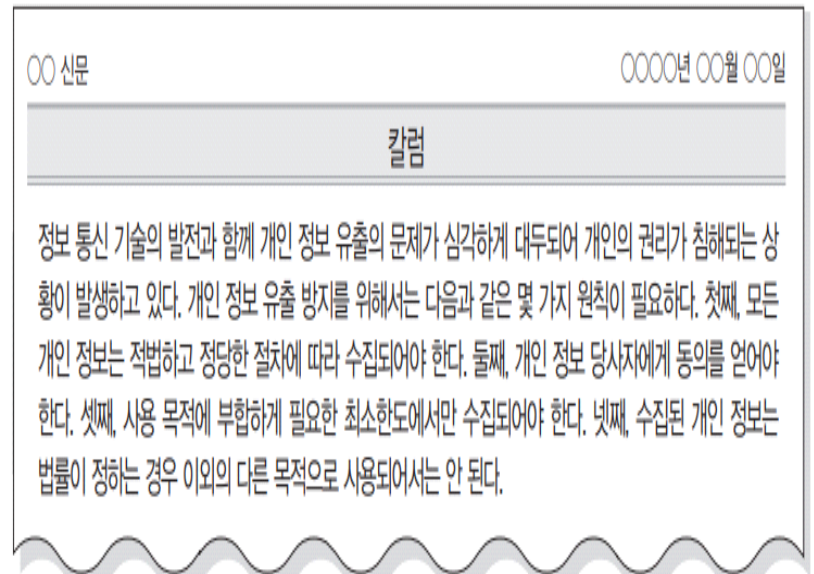 ○○ 신문
○○○○년 ○○월 ○○일
칼럼
정보 통신 기술의 발전과 함께 개인 정보 유출의 문제가 심각하게 대두되어 개인의 권리가 침해되는 상
황이 발생하고 있다. 개인 정보 유출 방지를 위해서는 다음과 같은 몇 가지 원칙이 필요하다. 첫째, 모든
개인 정보는 적법하고 정당한 절차에 따라 수집되어야 한다. 둘째, 개인 정보 당사자에게 동의를 얻어야
한다. 셋째, 사용 목적에 부합하게 필요한 최소한도에서만 수집되어야 한다. 넷째, 수집된 개인 정보는
법률이 정하는 경우 이외의 다른 목적으로 사용되어서는 안 된다.